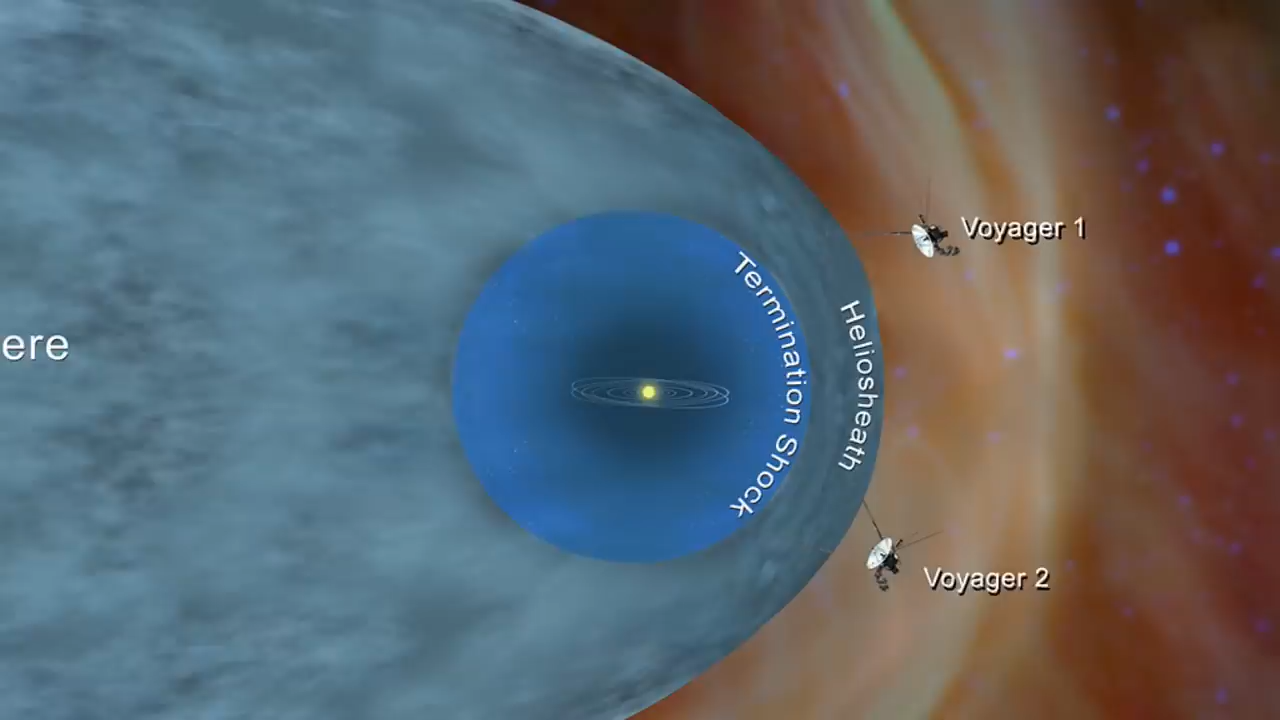 Voyager 1
Termination Shock
Heliosheath
ere
Voyager 2